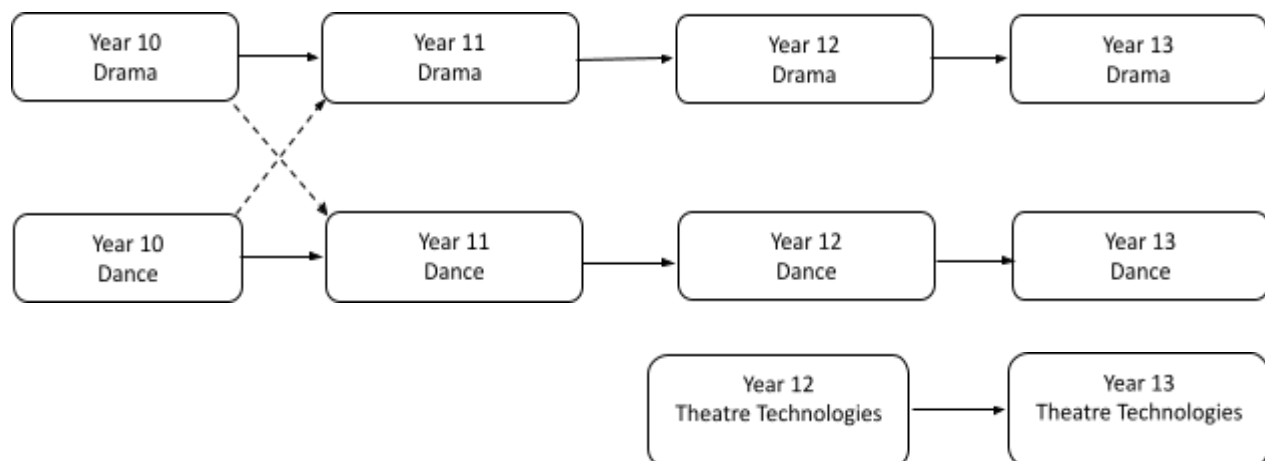 Year 10
Drama
Year 11
Drama
Year 12
Drama
Year 13
Drama
Year 10
Dance
Year 11
Dance
Year 12
Dance
Year 13
Dance
Year 12
Theatre Technologies
Year 13
Theatre Technologies